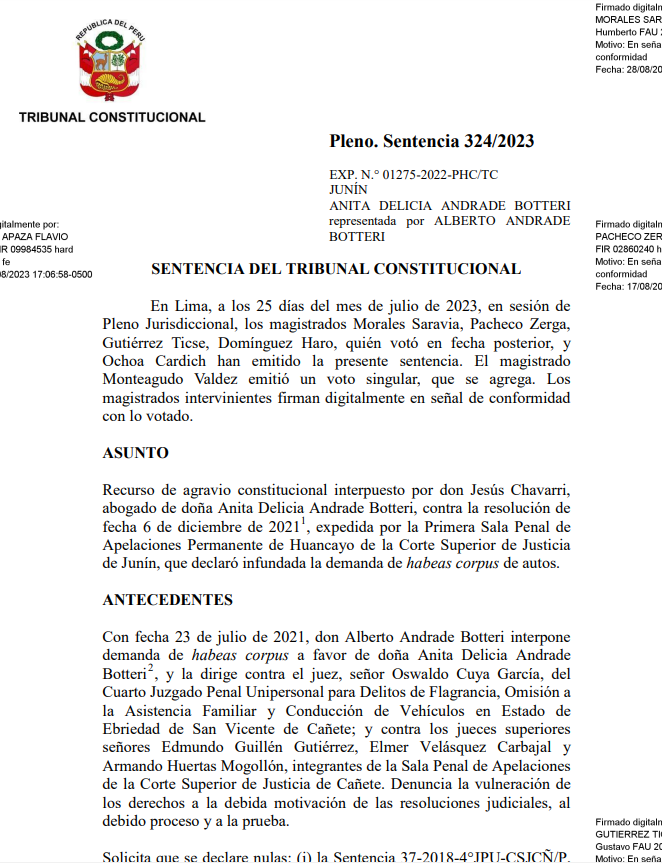 Firmado digitalm
MORALES SAR
Humberto FAU 2
Motivo: En seña
conformidad
Fecha: 28/08/20
REPUBLICA DEL PERU
TRIBUNAL CONSTITUCIONAL
Pleno. Sentencia 324/2023
EXP. N.° 01275-2022-PHC/TC
JUNÍN
ANITA DELICIA ANDRADE BOTTERI
representada por ALBERTO ANDRADE
BOTTERI
gitalmente por:
APAZA FLAVIO
IR 09984535 hard
fe
08/2023 17:06:58-0500
Firmado digitalm
PACHECO ZER
FIR 02860240 h
Motivo: En seña
conformidad
Fecha: 17/08/20
SENTENCIA DEL TRIBUNAL CONSTITUCIONAL
En Lima, a los 25 días del mes de julio de 2023, en sesión de
Pleno Jurisdiccional, los magistrados Morales Saravia, Pacheco Zerga,
Gutiérrez Ticse, Domínguez Haro, quién votó en fecha posterior, y
Ochoa Cardich han emitido la presente sentencia. El magistrado
Monteagudo Valdez emitió un voto singular, que se agrega. Los
magistrados intervinientes firman digitalmente en señal de conformidad
con lo votado.
ASUNTO
Recurso de agravio constitucional interpuesto por don Jesús Chavarri,
abogado de doña Anita Delicia Andrade Botteri, contra la resolución de
fecha 6 de diciembre de 2021¹, expedida por la Primera Sala Penal de
Apelaciones Permanente de Huancayo de la Corte Superior de Justicia
de Junín, que declaró infundada la demanda de habeas corpus de autos.
ANTECEDENTES
Con fecha 23 de julio de 2021, don Alberto Andrade Botteri interpone
demanda de habeas corpus a favor de doña Anita Delicia Andrade
Botteri², y la dirige contra el juez, señor Oswaldo Cuya García, del
Cuarto Juzgado Penal Unipersonal para Delitos de Flagrancia, Omisión a
la Asistencia Familiar y Conducción de Vehículos en Estado de
Ebriedad de San Vicente de Cañete; y contra los jueces superiores
señores Edmundo Guillén Gutiérrez, Elmer Velásquez Carbajal y
Armando Huertas Mogollón, integrantes de la Sala Penal de Apelaciones
de la Corte Superior de Justicia de Cañete. Denuncia la vulneración de
los derechos a la debida motivación de las resoluciones judiciales, al
debido proceso y a la prueba.
Firmado digitalm
GUTIERREZ TI
Gustavo FAU 20
Motivo: En seña
Solicita que se declare nulas: (i) la Sentencia 37-2018-4°JPU-CSJCÑ/P.